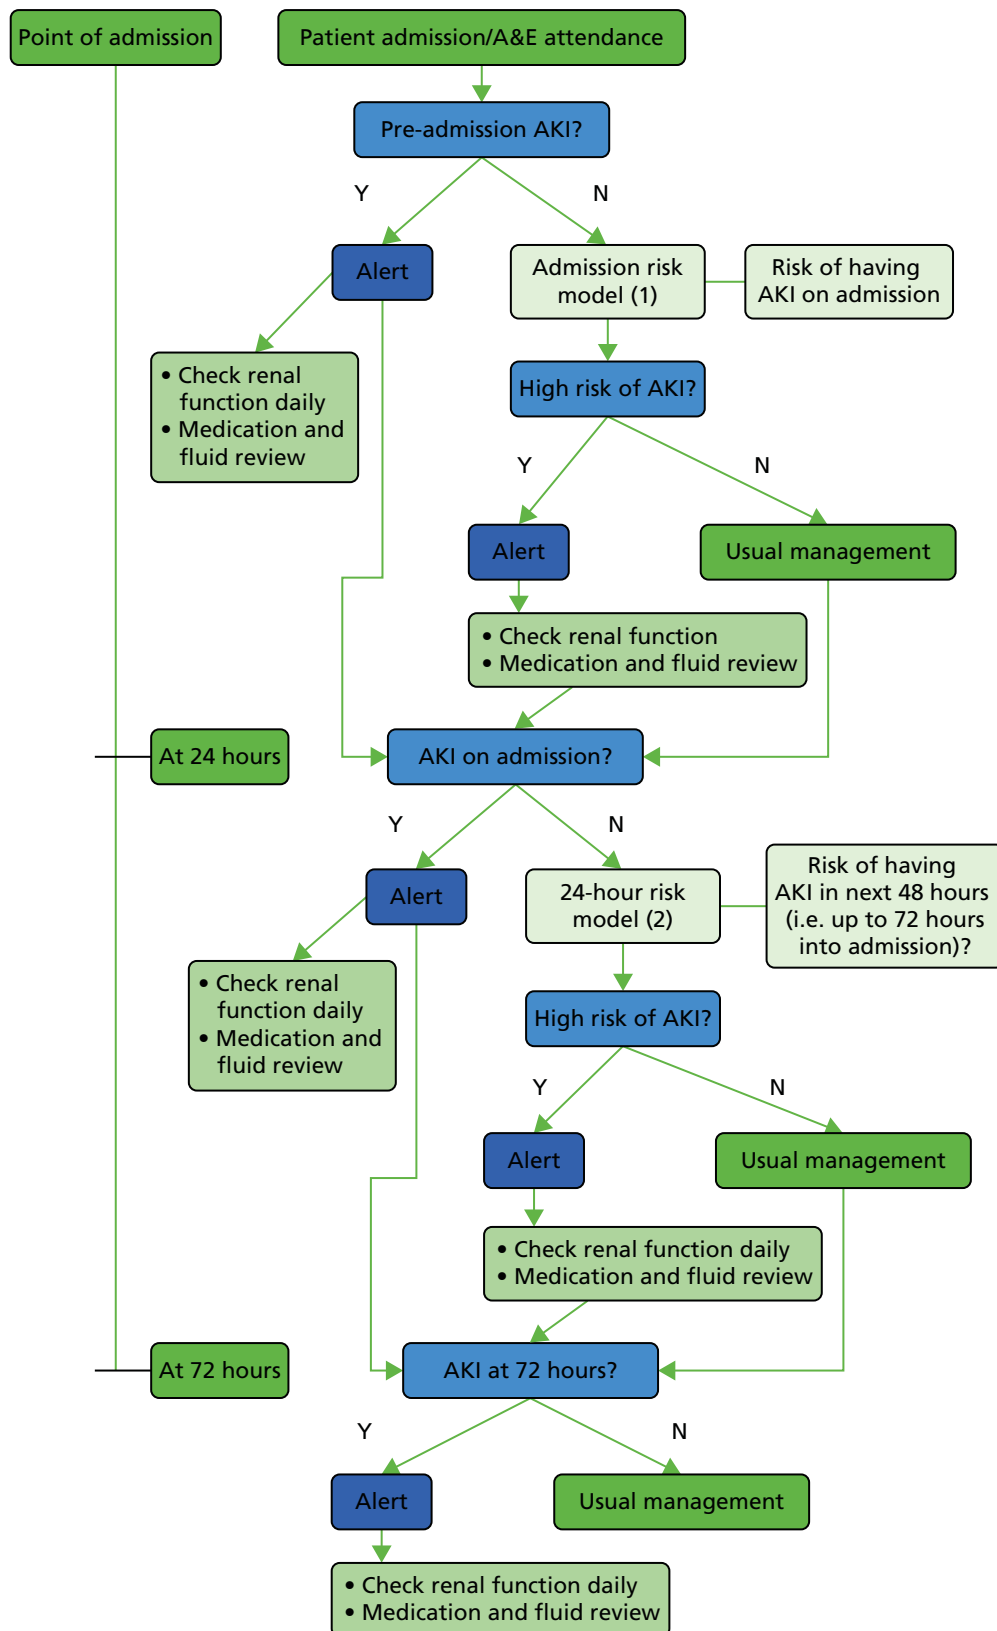 Point of admission
Patient admission/A&E attendance
Pre-admission AKI?
Y
N
Alert
Admission risk
model (1)
Risk of having
AKI on admission
• Check renal
function daily
• Medication and
fluid review
High risk of AKI?
Y
N
Alert
Usual management
• Check renal function
• Medication and fluid review
At 24 hours
AKI on admission?
Y
N
Alert
24-hour risk
model (2)
Risk of having
AKI in next 48 hours
(i.e. up to 72 hours
into admission)?
• Check renal
function daily
• Medication and
fluid review
High risk of AKI?
Y
N
Alert
Usual management
• Check renal function daily
• Medication and fluid review
At 72 hours
AKI at 72 hours?
Y
N
Alert
Usual management
• Check renal function daily
• Medication and fluid review